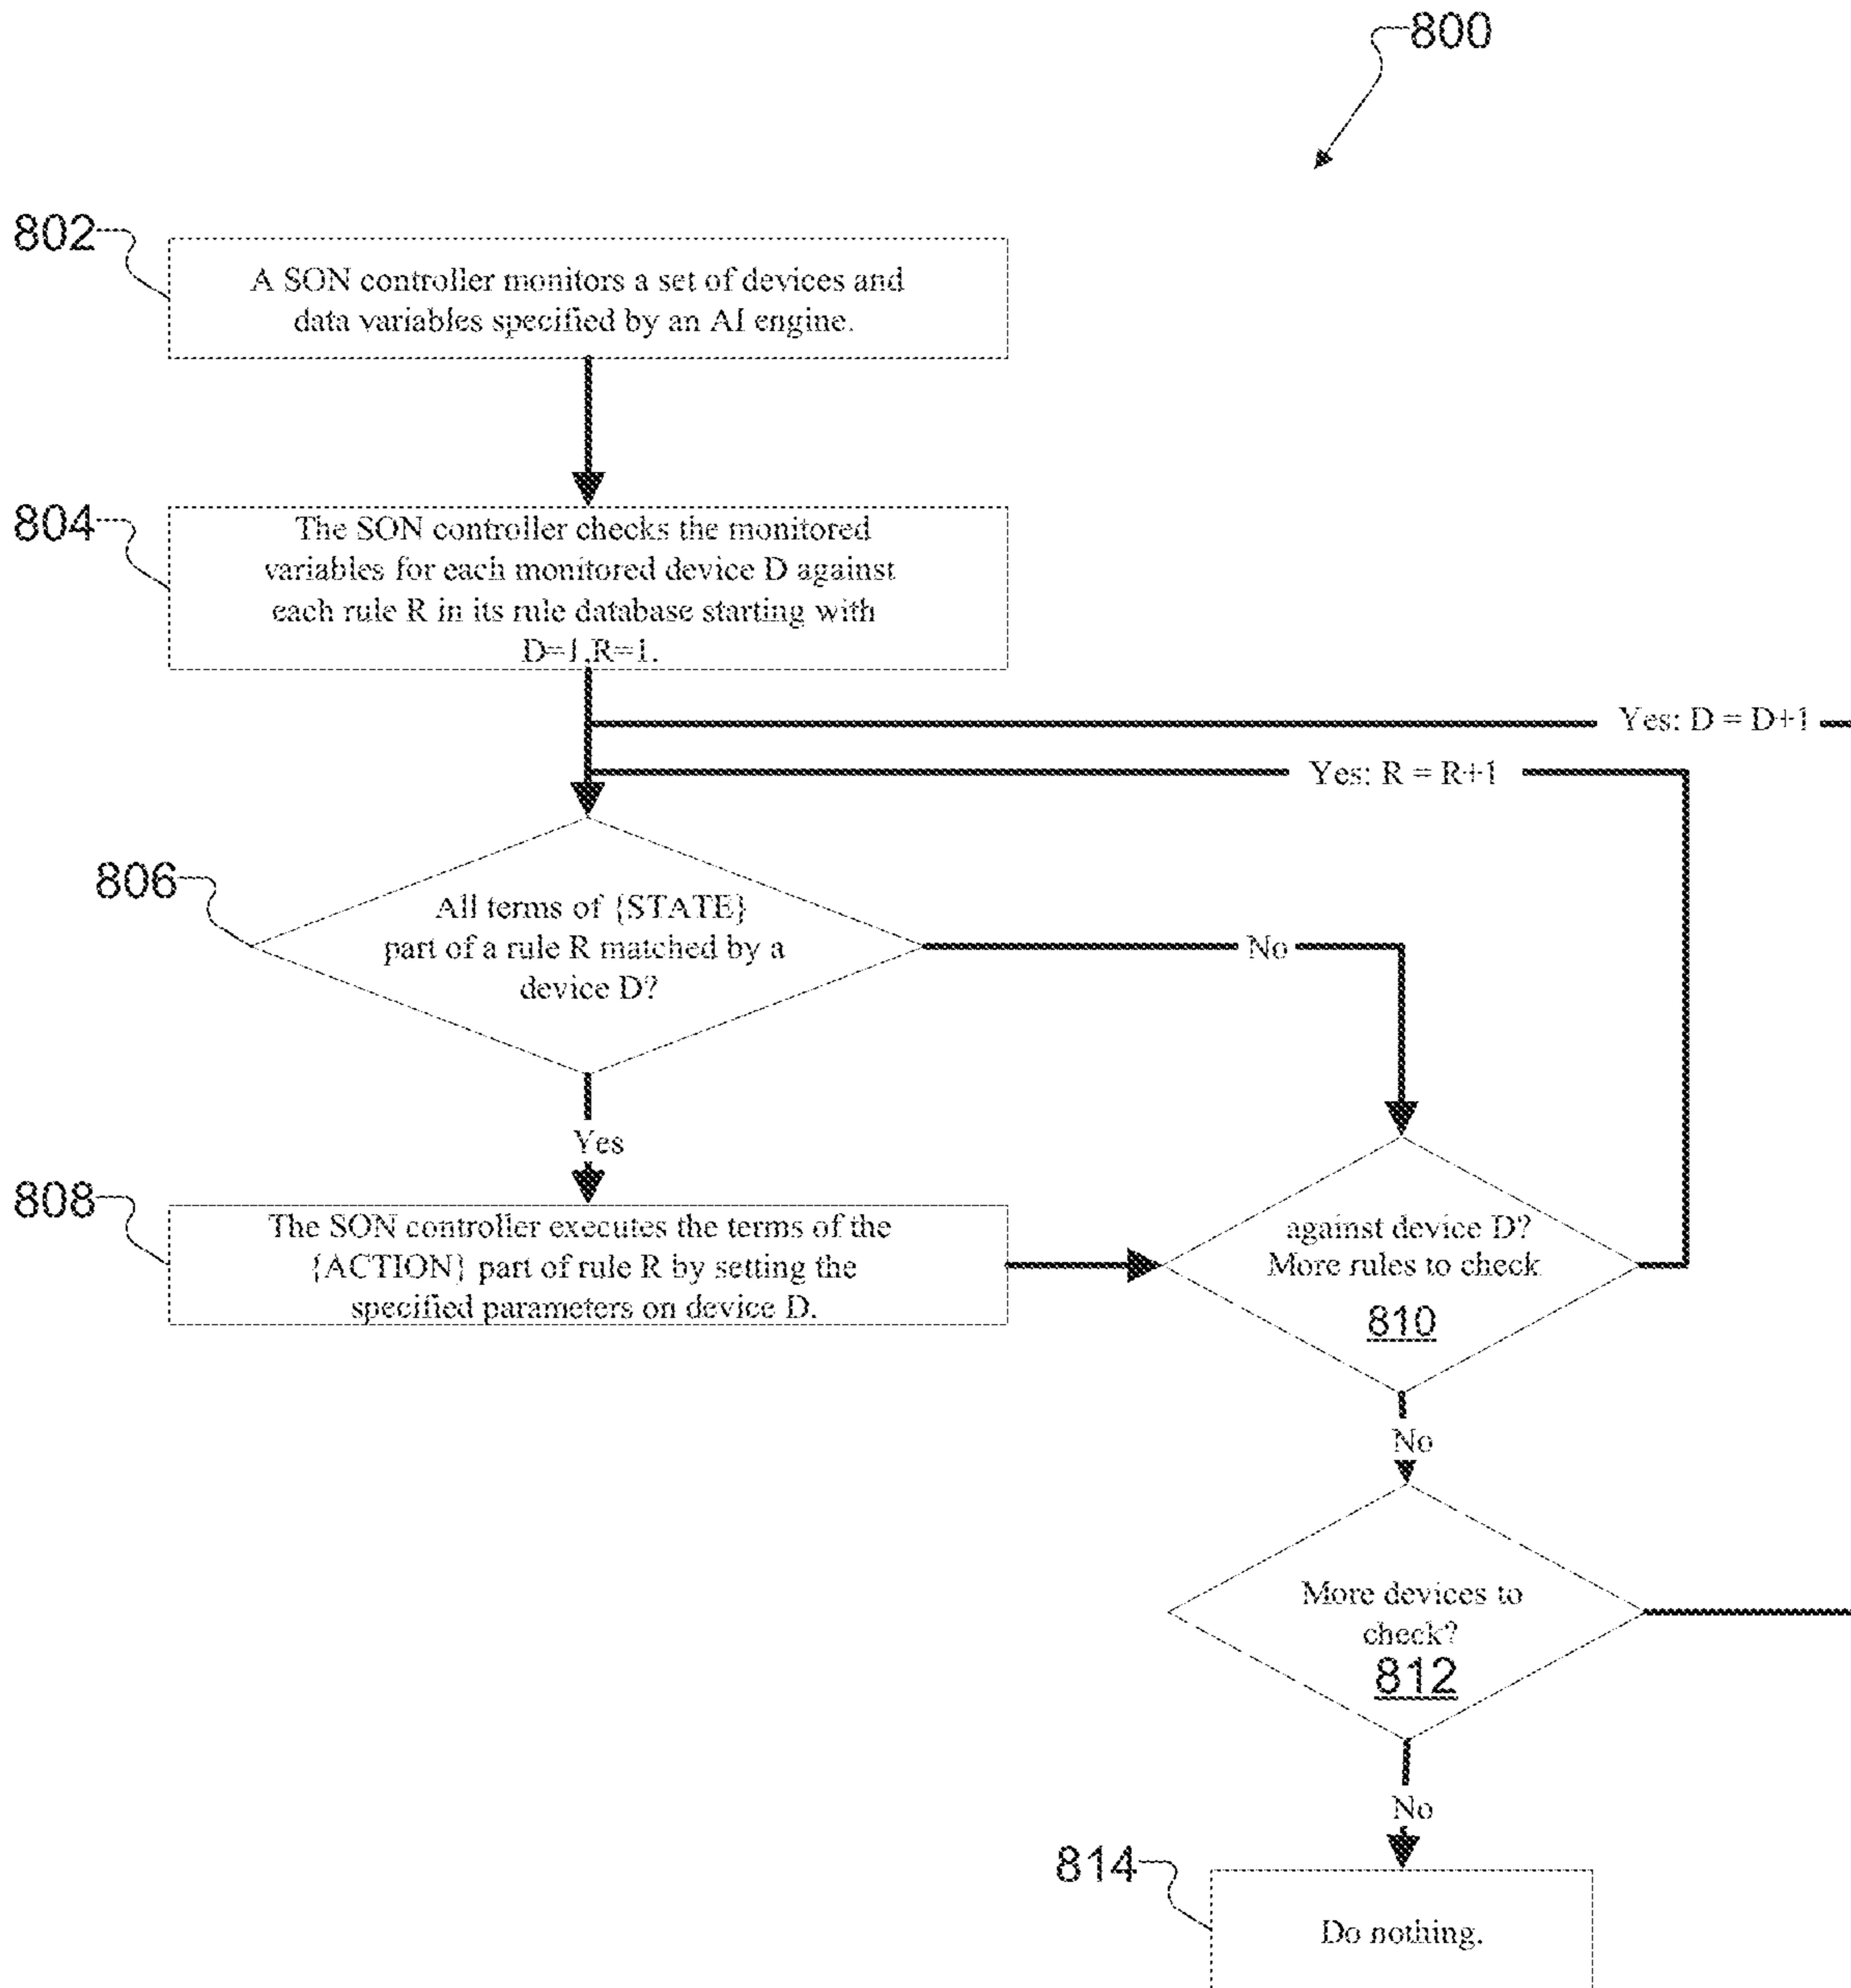 800
802
A SON controller monitors a set of devices and
data variables specified by an AI engine.
804
The SON controller checks the monitored
variables for each monitored device D against
each rule R in its rule database starting with
D=1,R=1.
Yes: D = D+1
Yes: R = R+1
806
All terms of {STATE}
part of a rule R matched by a
device D?
No
Yes
808
The SON controller executes the terms of the
{ACTION} part of rule R by setting the
specified parameters on device D.
against device D?
More rules to check
810
No
More devices to
check?
812
No
814
Do nothing.